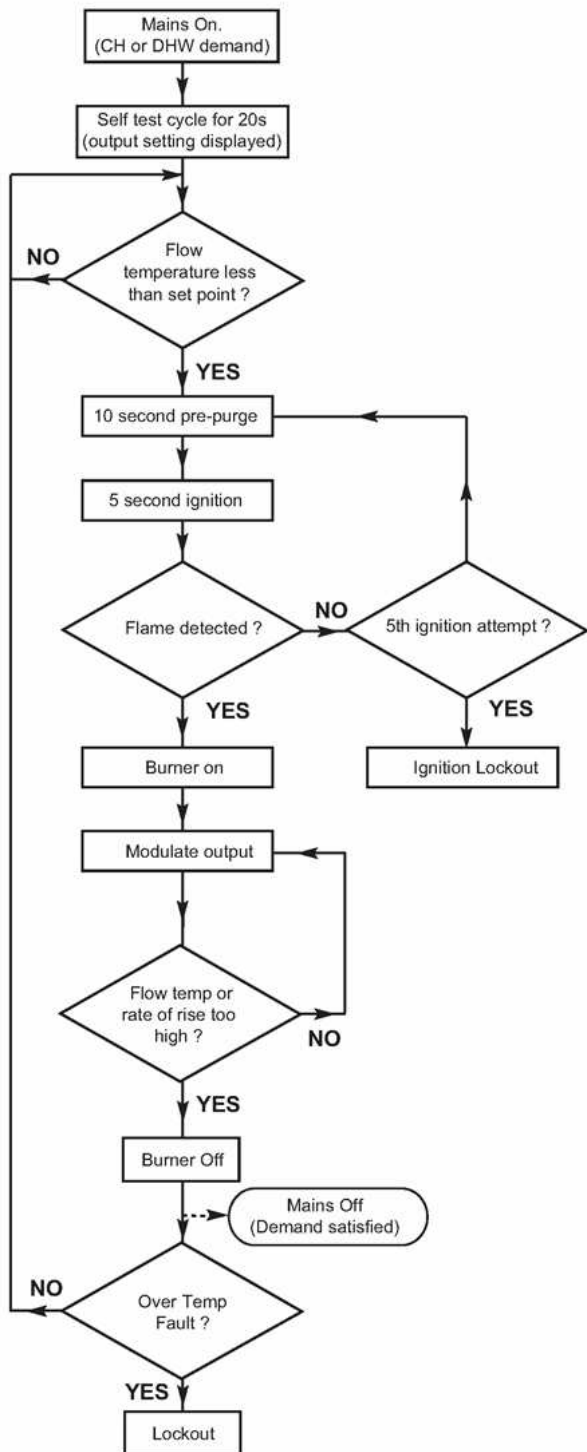 Mains On.
(CH or DHW demand)
Self test cycle for 20s
(output setting displayed)
NO
Flow
temperature less
than set point ?
YES
10 second pre-purge
5 second ignition
Flame detected ?
NO
5th ignition attempt ?
YES
YES
Burner on
Ignition Lockout
Modulate output
Flow temp or
rate of rise too
high ?
NO
YES
Burner Off
Mains Off
(Demand satisfied)
NO
Over Temp
Fault ?
YES
Lockout